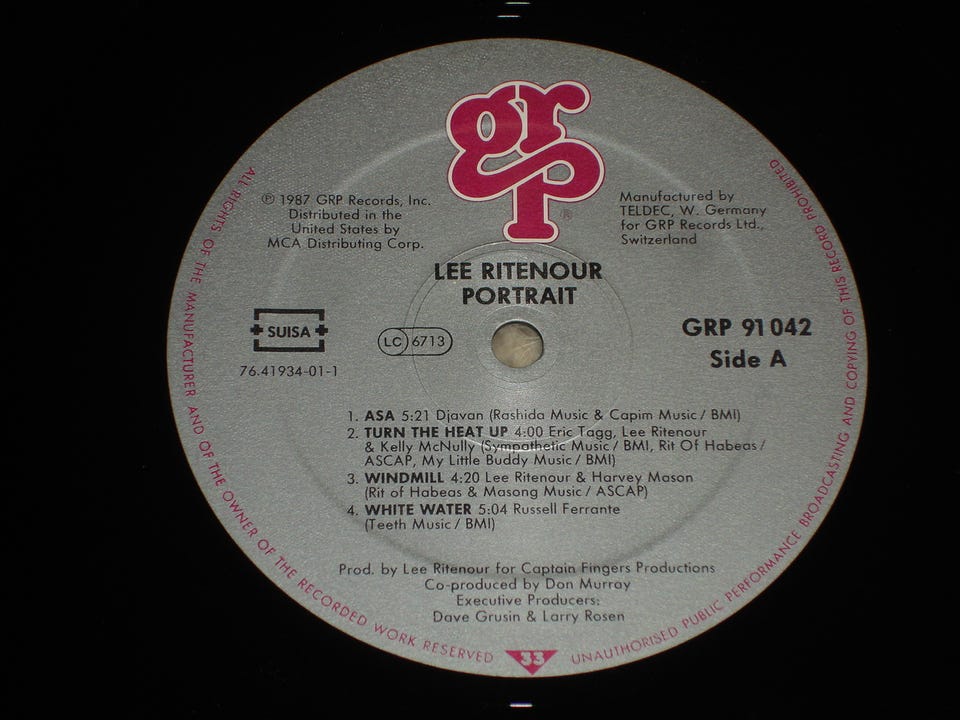 grp
®
℗ 1987 GRP Records, Inc.
Distributed in the
United States by
MCA Distributing Corp.
Manufactured by
TELDEC, W. Germany
for GRP Records Ltd.,
Switzerland
LEE RITENOUR
PORTRAIT
SUISA
76.41934-01-1
LC 6713
GRP 91 042
Side A
1. ASA 5:21 Djavan (Rashida Music & Capim Music / BMI)
2. TURN THE HEAT UP 4:00 Eric Tagg, Lee Ritenour
& Kelly McNully (Sympathetic Music / BMI, Rit Of Habeas /
ASCAP, My Little Buddy Music / BMI)
3. WINDMILL 4:20 Lee Ritenour & Harvey Mason
(Rit of Habeas & Masong Music / ASCAP)
4. WHITE WATER 5:04 Russell Ferrante
(Teeth Music / BMI)
Prod. by Lee Ritenour for Captain Fingers Productions
Co-produced by Don Murray
Executive Producers:
Dave Grusin & Larry Rosen
ALL RIGHTS OF THE MANUFACTURER AND OF THE OWNER OF THE RECORDED WORK RESERVED
33
UNAUTHORISED PUBLIC PERFORMANCE BROADCASTING AND COPYING OF THIS RECORD PROHIBITED